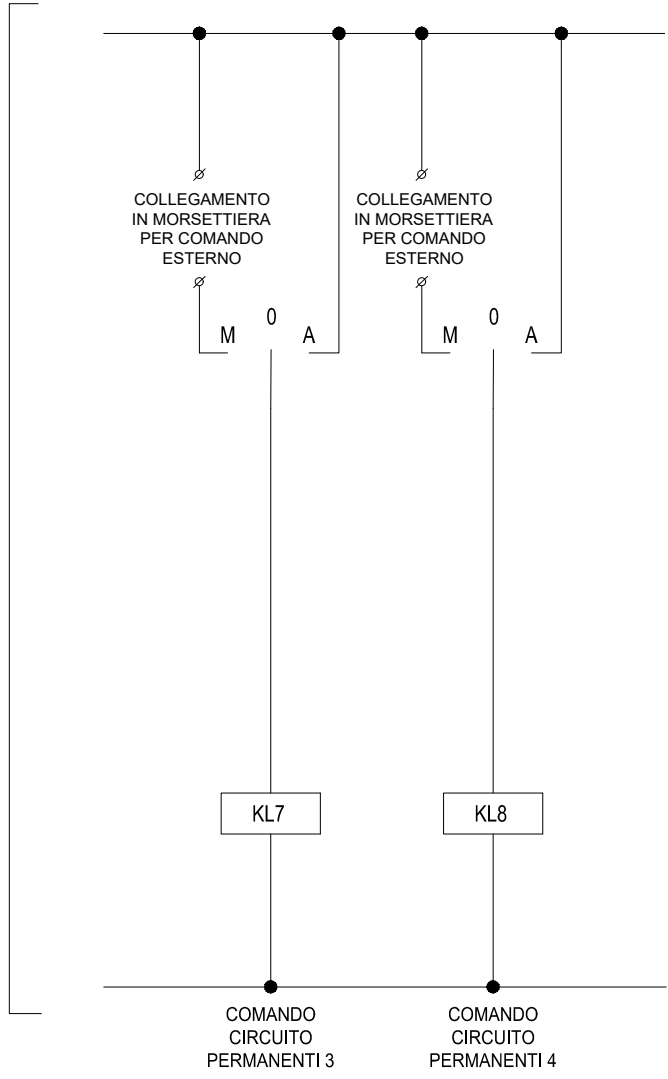 COLLEGAMENTO
IN MORSETTIERA
PER COMANDO
ESTERNO
COLLEGAMENTO
IN MORSETTIERA
PER COMANDO
ESTERNO
M 0 A
M 0 A
KL7
KL8
COMANDO
CIRCUITO
PERMANENTI 3
COMANDO
CIRCUITO
PERMANENTI 4